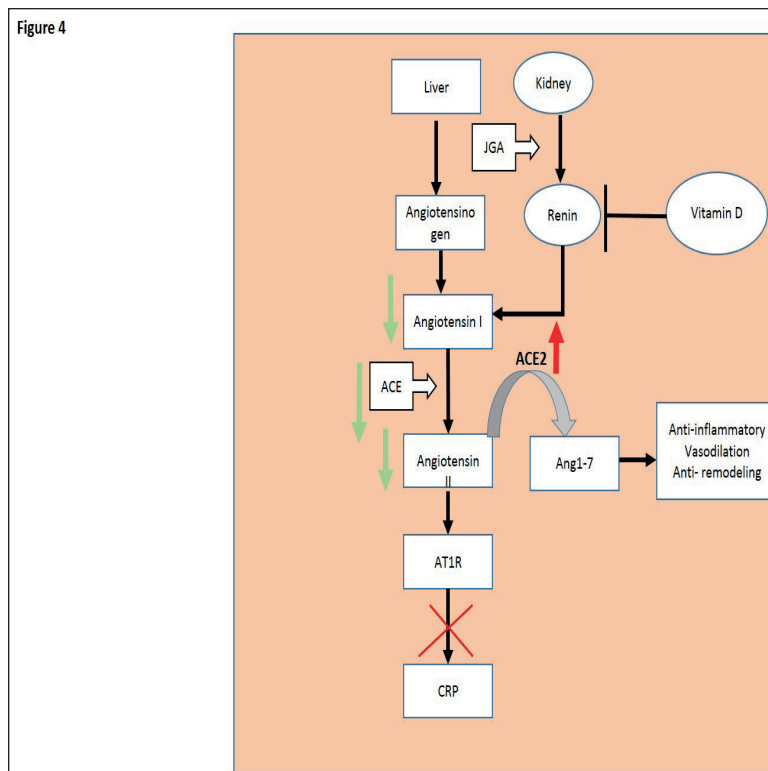 Figure 4
Liver
Kidney
JGA
Angiotensino
gen
Renin
Vitamin D
Angiotensin I
ACE2
ACE
Angiotensin
II
Ang1-7
Anti-inflammatory
Vasodilation
Anti- remodeling
AT1R
CRP